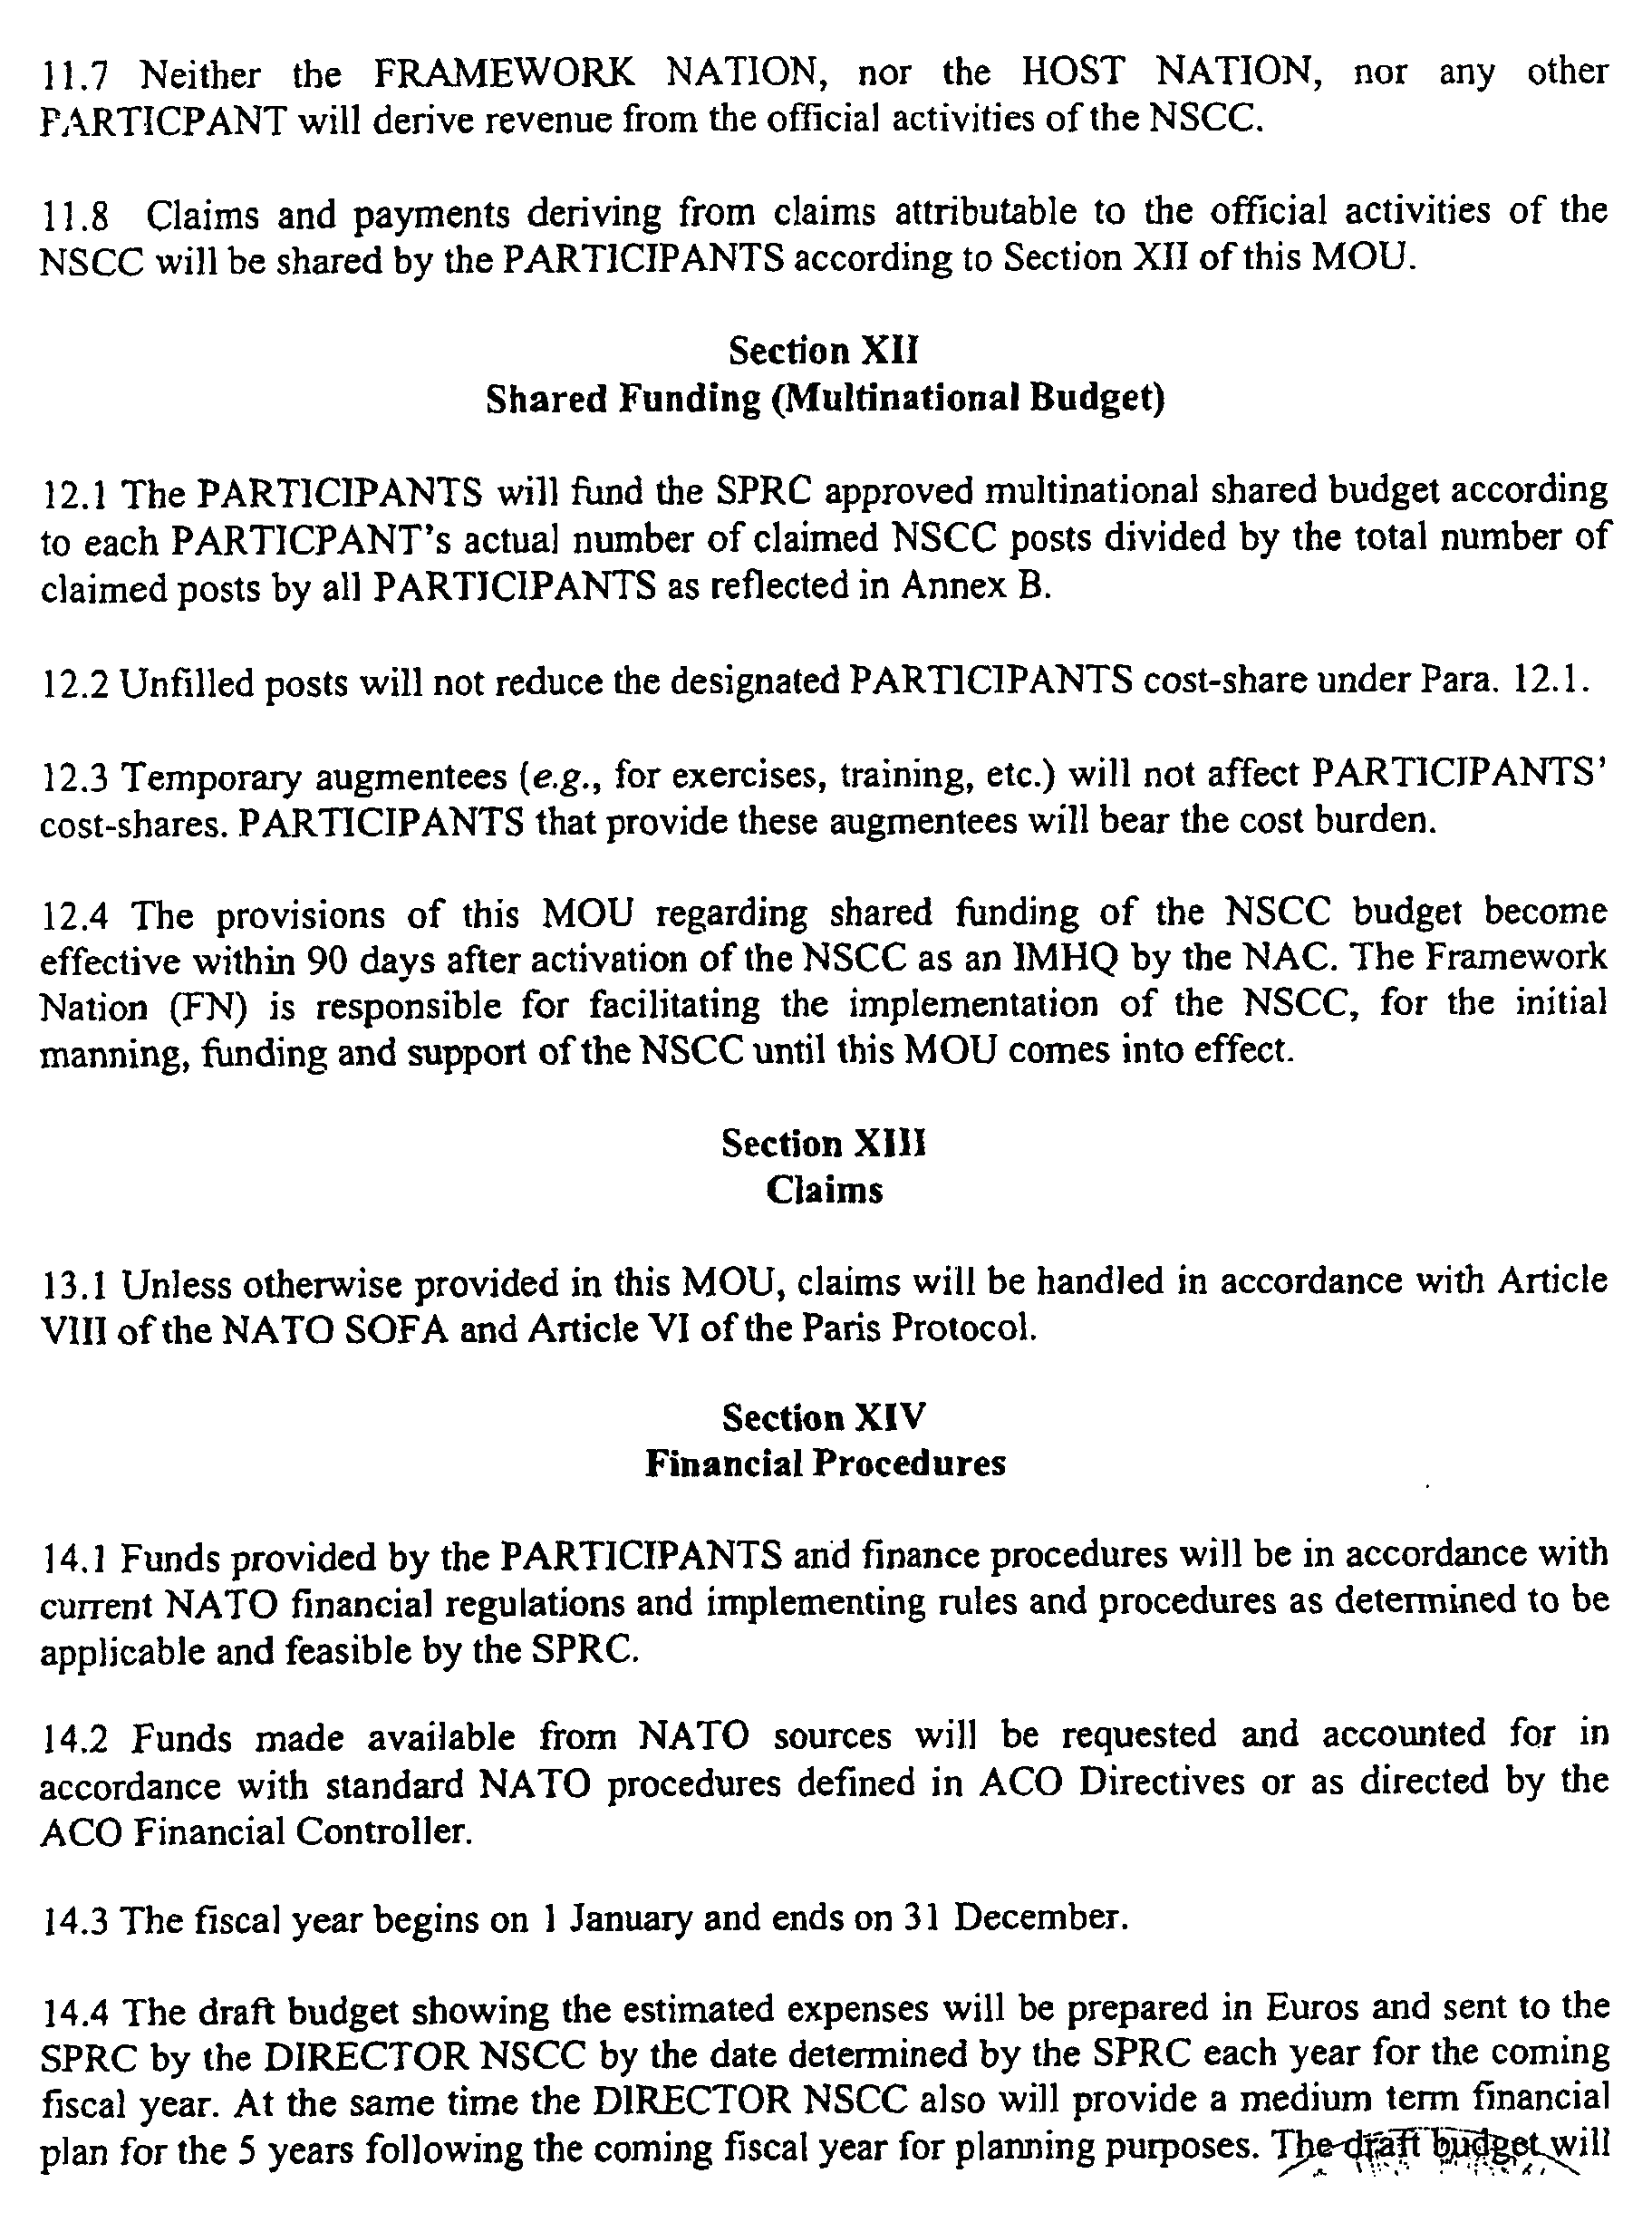 11.7 Neither the FRAMEWORK NATION, nor the HOST NATION, nor any other
PARTICPANT will derive revenue from the official activities of the NSCC.
11.8 Claims and payments deriving from claims attributable to the official activities of the
NSCC will be shared by the PARTICIPANTS according to Section XII of this MOU.
Section XII
Shared Funding (Multinational Budget)
12.1 The PARTICIPANTS will fund the SPRC approved multinational shared budget according
to each PARTICPANT's actual number of claimed NSCC posts divided by the total number of
claimed posts by all PARTICIPANTS as reflected in Annex B.
12.2 Unfilled posts will not reduce the designated PARTICIPANTS cost-share under Para. 12.1.
12.3 Temporary augmentees (e.g., for exercises, training, etc.) will not affect PARTICIPANTS'
cost-shares. PARTICIPANTS that provide these augmentees will bear the cost burden.
12.4 The provisions of this MOU regarding shared funding of the NSCC budget become
effective within 90 days after activation of the NSCC as an IMHQ by the NAC. The Framework
Nation (FN) is responsible for facilitating the implementation of the NSCC, for the initial
manning, funding and support of the NSCC until this MOU comes into effect.
Section XIII
Claims
13.1 Unless otherwise provided in this MOU, claims will be handled in accordance with Article
VIII of the NATO SOFA and Article VI of the Paris Protocol.
Section XIV
Financial Procedures
14.1 Funds provided by the PARTICIPANTS and finance procedures will be in accordance with
current NATO financial regulations and implementing rules and procedures as determined to be
applicable and feasible by the SPRC.
14.2 Funds made available from NATO sources will be requested and accounted for in
accordance with standard NATO procedures defined in ACO Directives or as directed by the
ACO Financial Controller.
14.3 The fiscal year begins on 1 January and ends on 31 December.
14.4 The draft budget showing the estimated expenses will be prepared in Euros and sent to the
SPRC by the DIRECTOR NSCC by the date determined by the SPRC each year for the coming
fiscal year. At the same time the DIRECTOR NSCC also will provide a medium term financial
plan for the 5 years following the coming fiscal year for planning purposes. The draft budget will